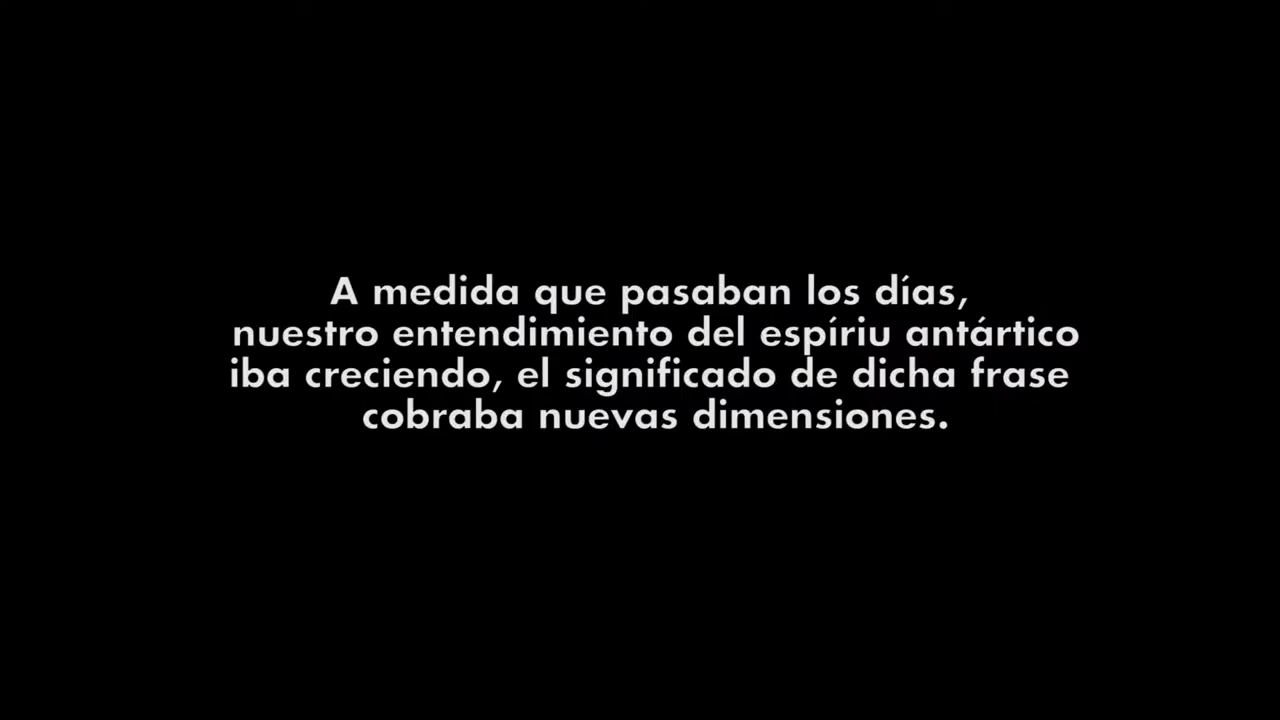 A medida que pasaban los días,
nuestro entendimiento del espíriu antártico
iba creciendo, el significado de dicha frase
cobraba nuevas dimensiones.